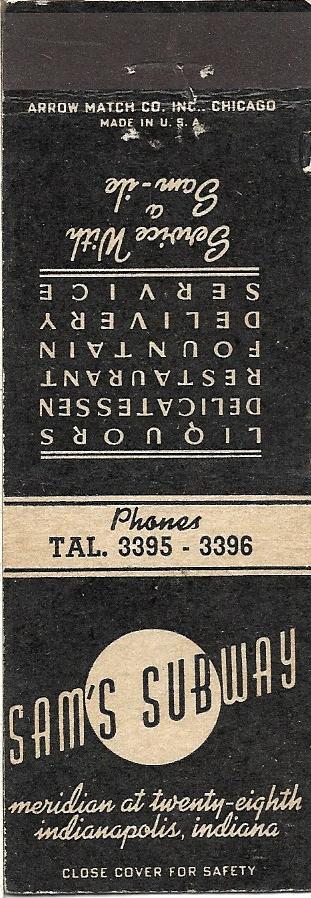 ARROW MATCH CO. INC., CHICAGO
MADE IN U.S.A.
LIQUORS
DELICATESSEN
RESTAURANT
FOUNTAIN
DELIVERY
SERVICE
Service With
a
Sam-ile
Phones
TAL. 3395 - 3396
SAM'S SUBWAY
meridian at twenty-eighth
indianapolis, indiana
CLOSE COVER FOR SAFETY